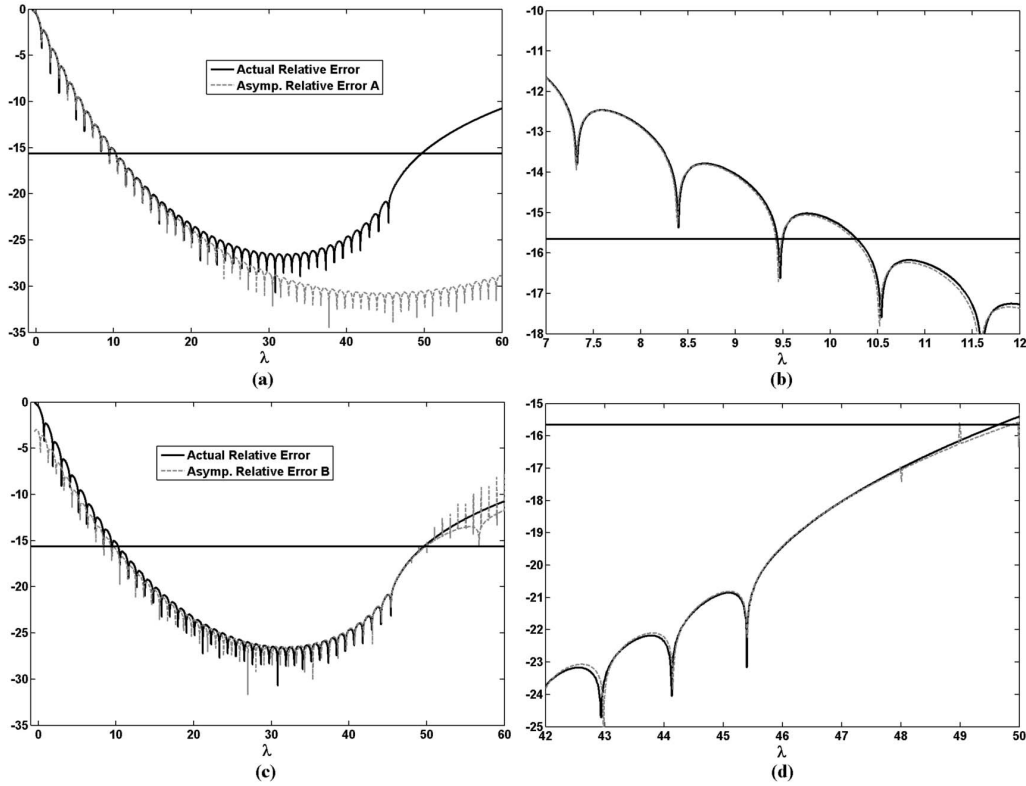 0
-5
-10
-15
-20
-25
-30
-35
0 10 20 30 40 50 60
λ
(a)
Actual Relative Error
Asymp. Relative Error A
-10
-11
-12
-13
-14
-15
-16
-17
-18
7 7.5 8 8.5 9 9.5 10 10.5 11 11.5 12
λ
(b)
0
-5
-10
-15
-20
-25
-30
-35
0 10 20 30 40 50 60
λ
(c)
Actual Relative Error
Asymp. Relative Error B
-15
-16
-17
-18
-19
-20
-21
-22
-23
-24
-25
42 43 44 45 46 47 48 49 50
λ
(d)